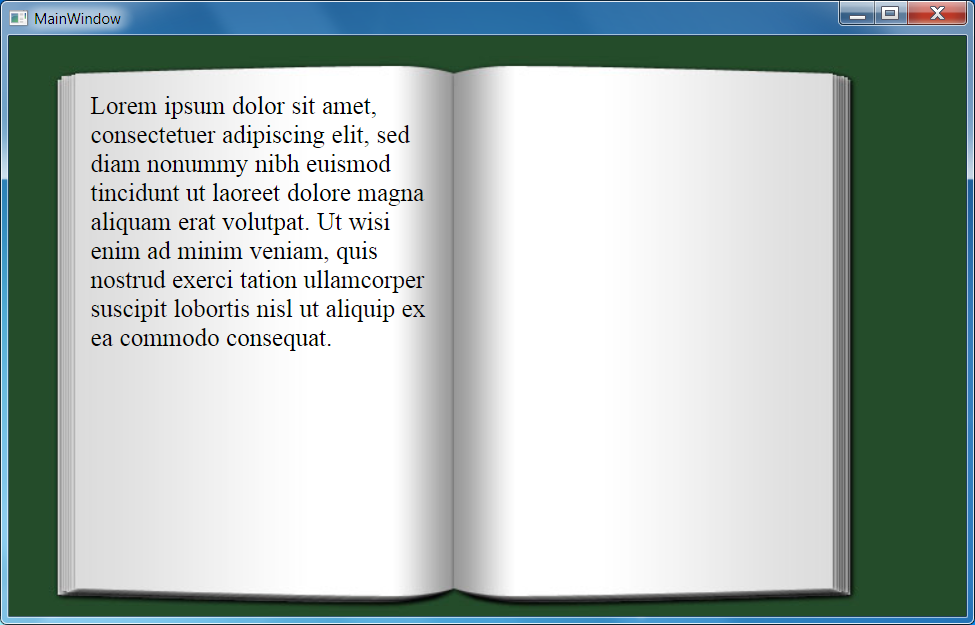 MainWindow
Lorem ipsum dolor sit amet,
consectetuer adipiscing elit, sed
diam nonummy nibh euismod
tincidunt ut laoreet dolore magna
aliquam erat volutpat. Ut wisi
enim ad minim veniam, quis
nostrud exerci tation ullamcorper
suscipit lobortis nisl ut aliquip ex
ea commodo consequat.